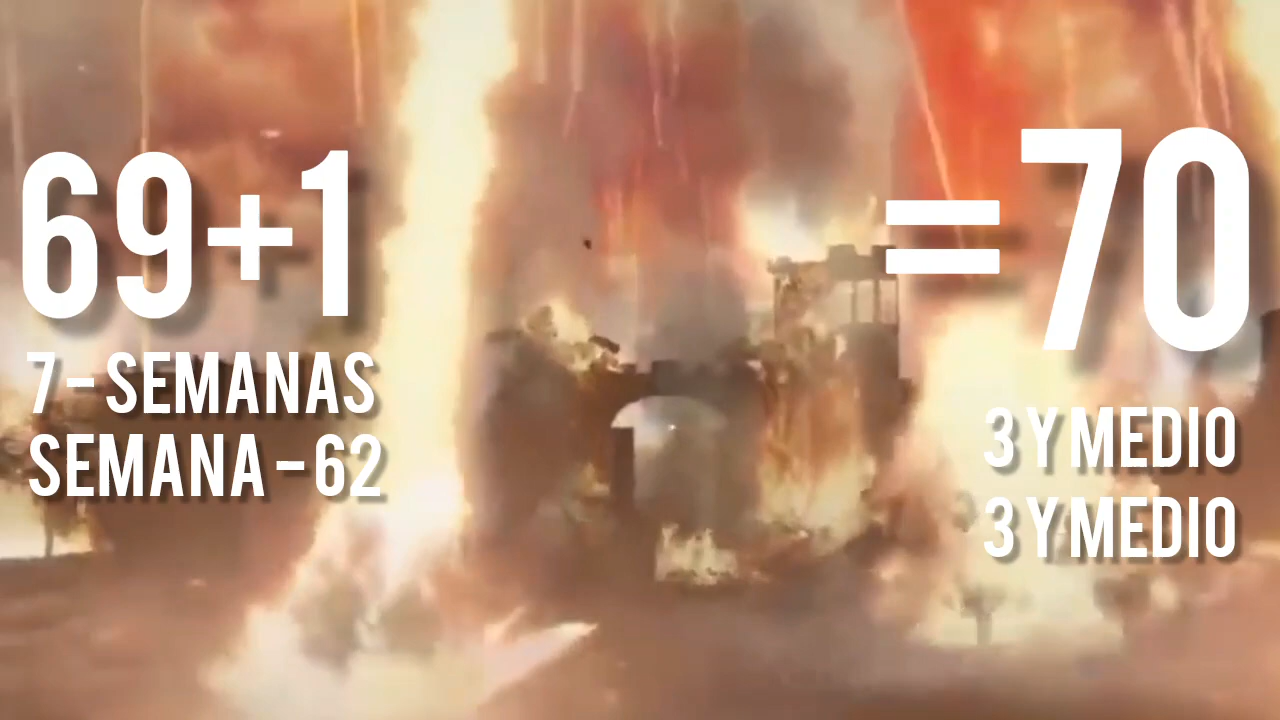 69+1
=70
7 - SEMANAS
SEMANA - 62
3 Y MEDIO
3 Y MEDIO